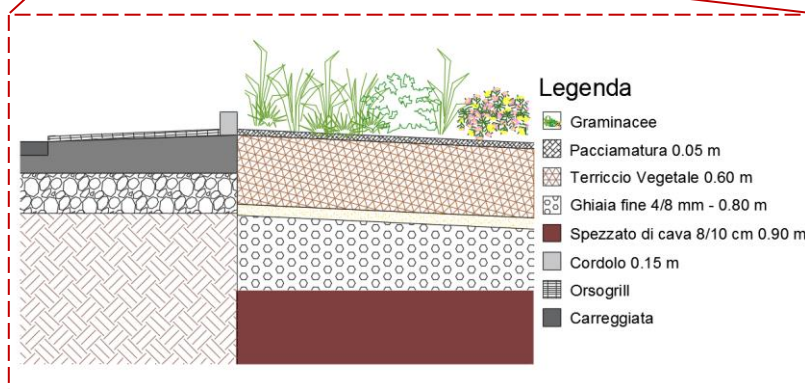 Legenda
Graminacee
Pacciamatura 0.05 m
Terriccio Vegetale 0.60 m
Ghiaia fine 4/8 mm - 0.80 m
Spezzato di cava 8/10 cm 0.90 m
Cordolo 0.15 m
Orsogrill
Carreggiata